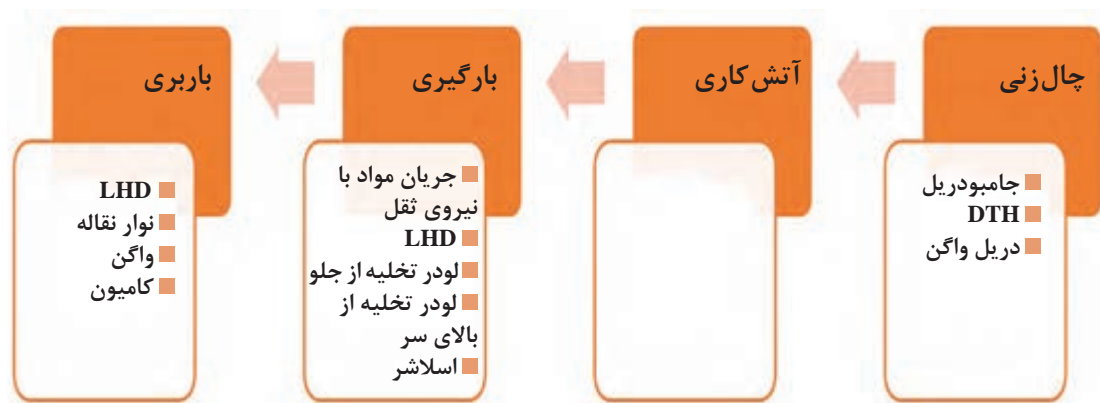 چال‌زنی
جامبودریل
DTH
دریل واگن
آتش‌کاری
بارگیری
جریان مواد با
نیروی ثقل
LHD
لودر تخلیه از جلو
لودر تخلیه از
بالای سر
اسلاشر
باربری
LHD
نوار نقاله
واگن
کامیون